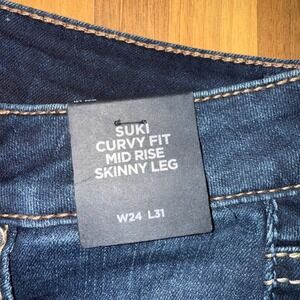 SUKI
CURVY FIT
MID RISE
SKINNY LEG
W24 L31